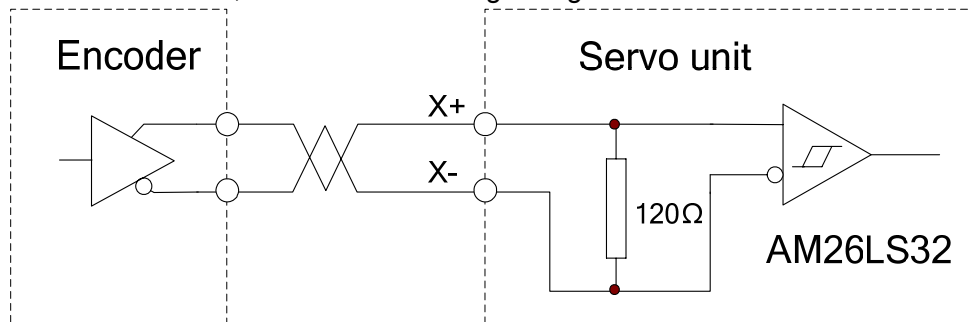 Encoder
Servo unit
X+
X-
120Ω
AM26LS32